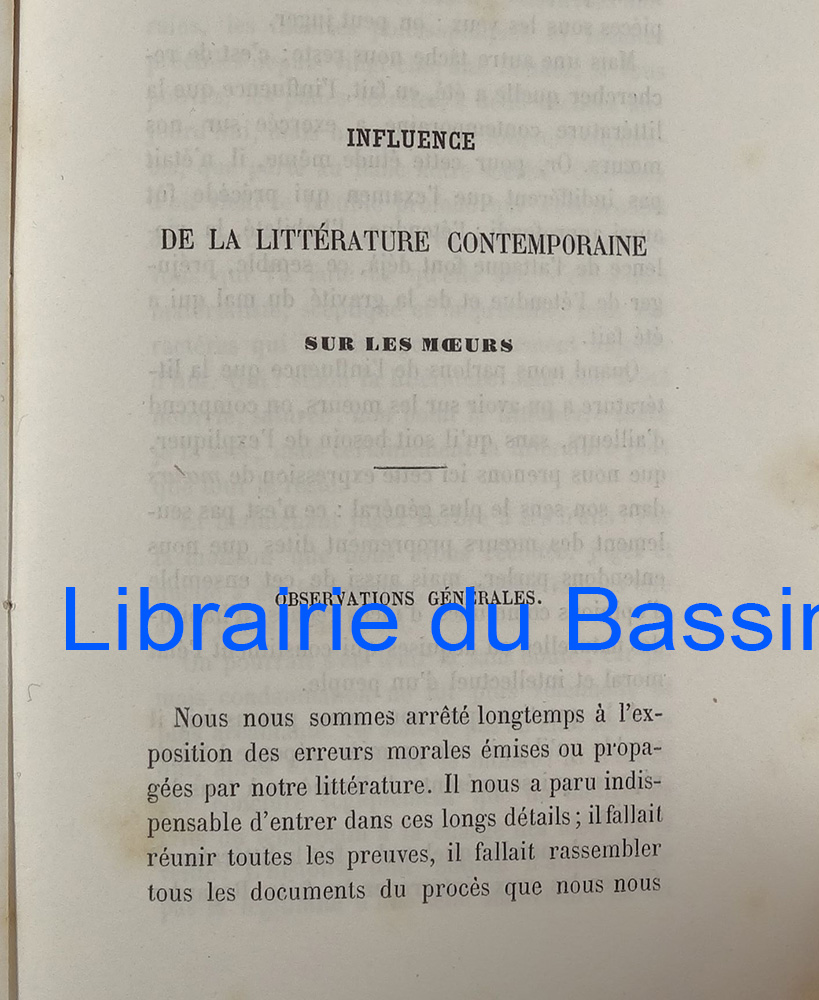 INFLUENCE
DE LA LITTÉRATURE CONTEMPORAINE
SUR LES MŒURS
OBSERVATIONS GÉNÉRALES.
Librairie du Bassin
Nous nous sommes arrêté longtemps à l'ex-
position des erreurs morales émises ou propa-
gées par notre littérature. Il nous a paru indis-
pensable d'entrer dans ces longs détails ; il fallait
réunir toutes les preuves, il fallait rassembler
tous les documents du procès que nous nous